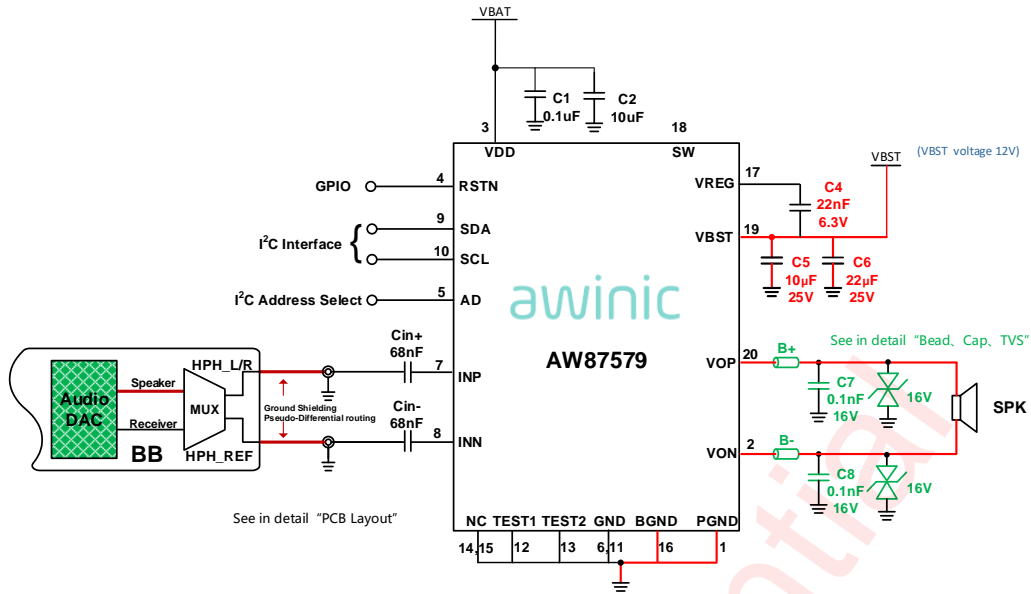 VBAT
C1
0.1uF
C2
10uF
3
18
VDD
SW
VBST
(VBST voltage 12V)
GPIO
4
RSTN
VREG
17
C4
22nF
6.3V
I²C Interface
{
9
SDA
10
SCL
VBST
19
C5
10µF
25V
C6
22µF
25V
I²C Address Select
5
AD
awinic
AW87579
See in detail “Bead、Cap、TVS”
Cin+
68nF
7
INP
VOP
20
B+
C7
0.1nF
16V
16V
HPH_L/R
Audio
DAC
Speaker
MUX
Receiver
BB
HPH_REF
Ground Shielding
Pseudo-Differential routing
Cin-
68nF
8
INN
SPK
VON
2
B-
C8
0.1nF
16V
16V
See in detail “PCB Layout”
NC TEST1 TEST2 GND BGND PGND
14,15 12 13 6,11 16 1
ntial